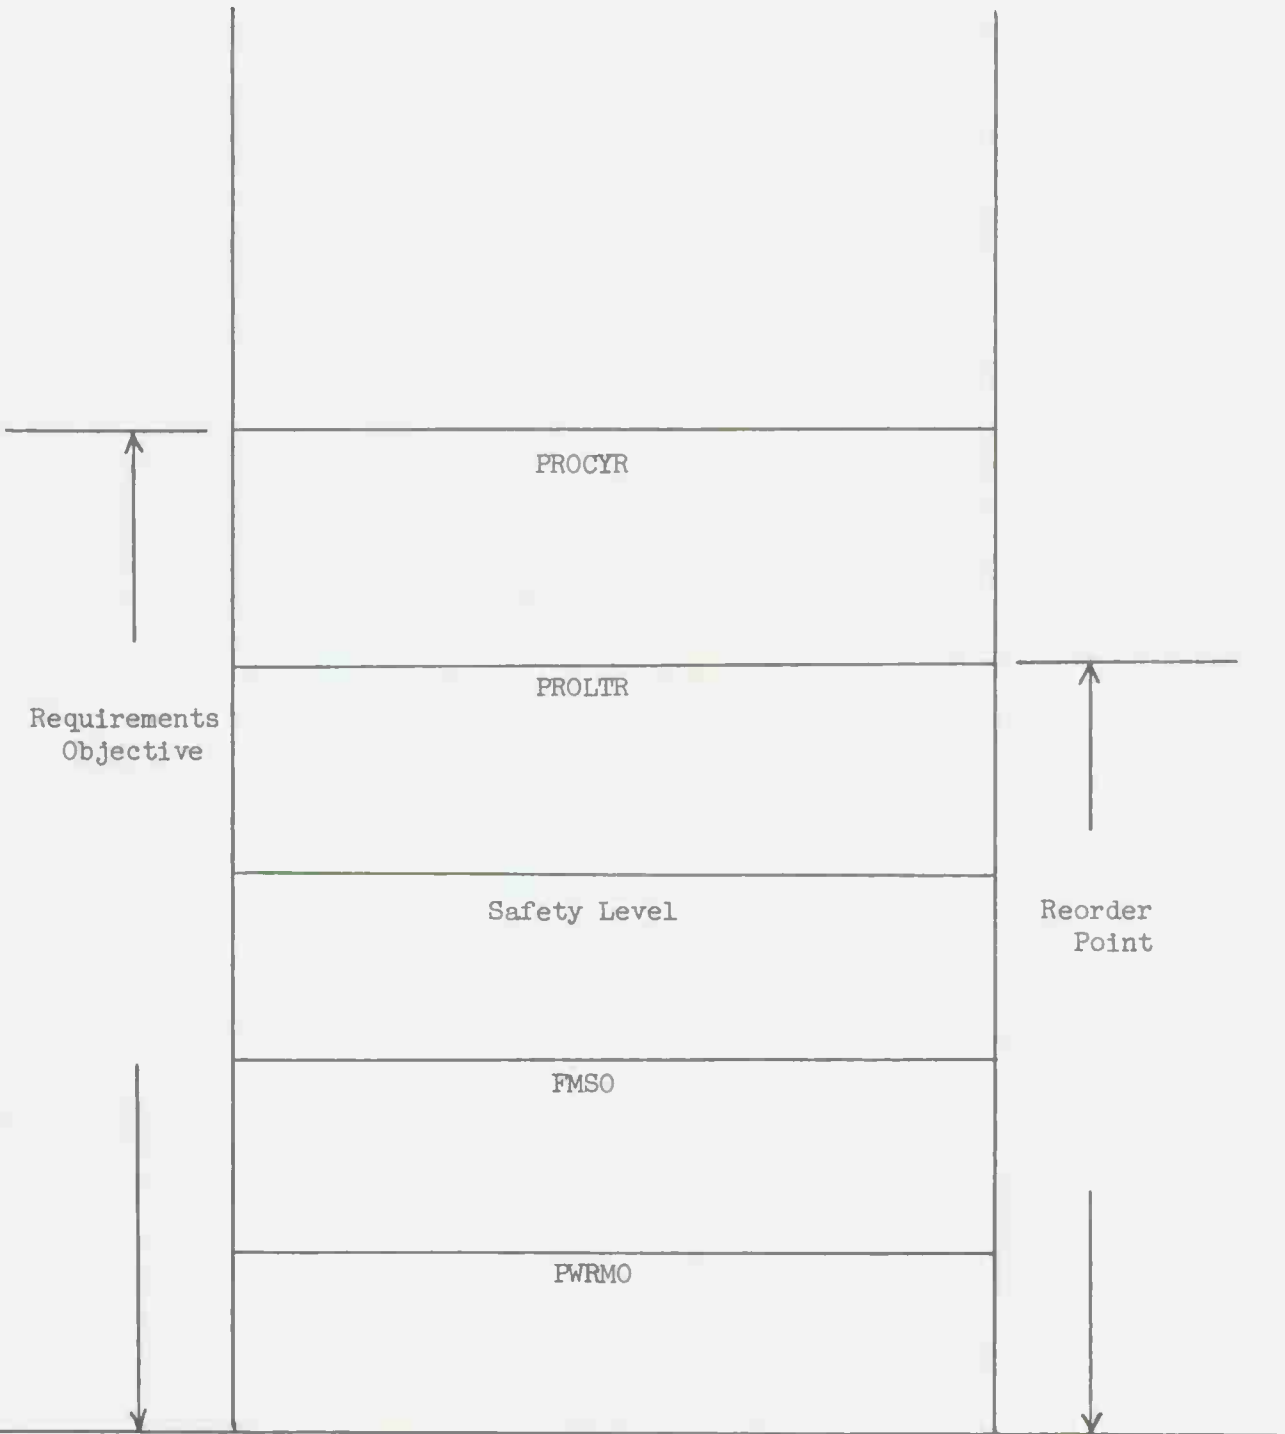 PROCYR
PROLTR
Requirements
Objective
Safety Level
Reorder
Point
FMSO
PWRMO